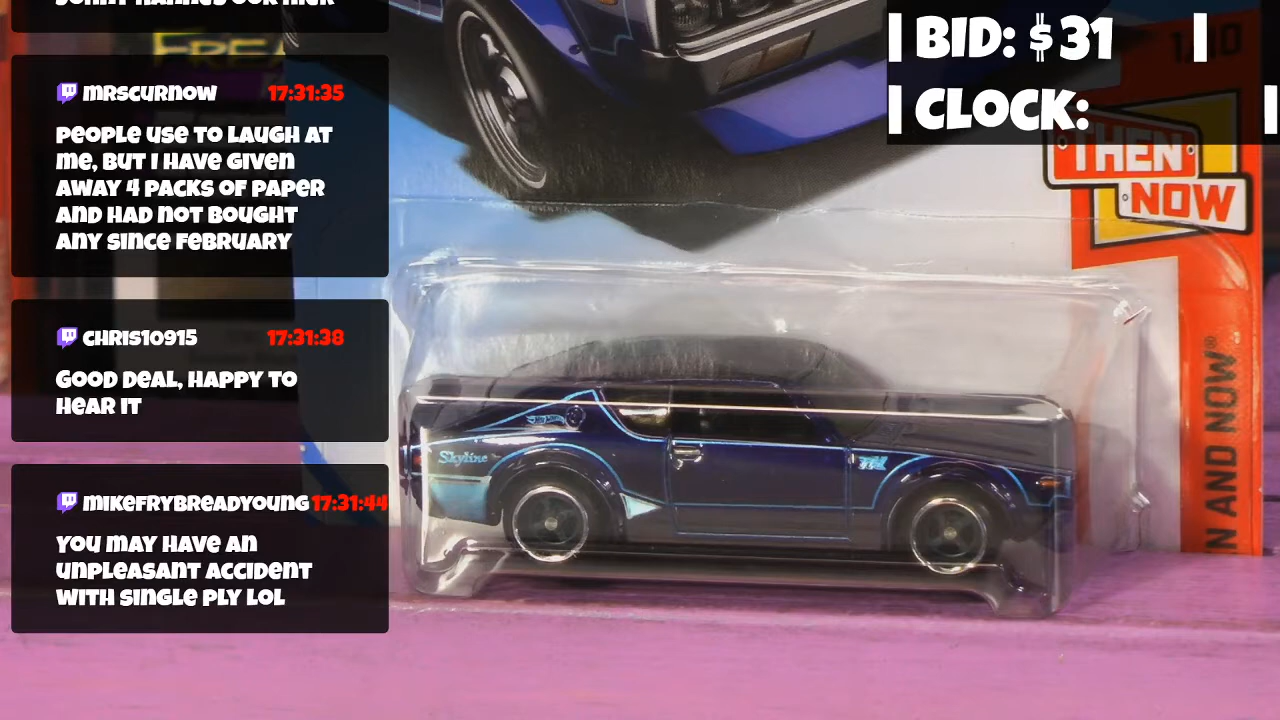 FREA
mrscurnow 17:31:35
People use to laugh at
me, but I have given
away 4 packs of paper
and had not bought
any since February
chris10915 17:31:38
Good deal, happy to
hear it
mikefrybreadyoung 17:31:44
You may have an
unpleasant accident
with single ply lol
| BID: $31 |
| CLOCK: |
1/10
THEN
NOW
N AND NOW®
Skyline